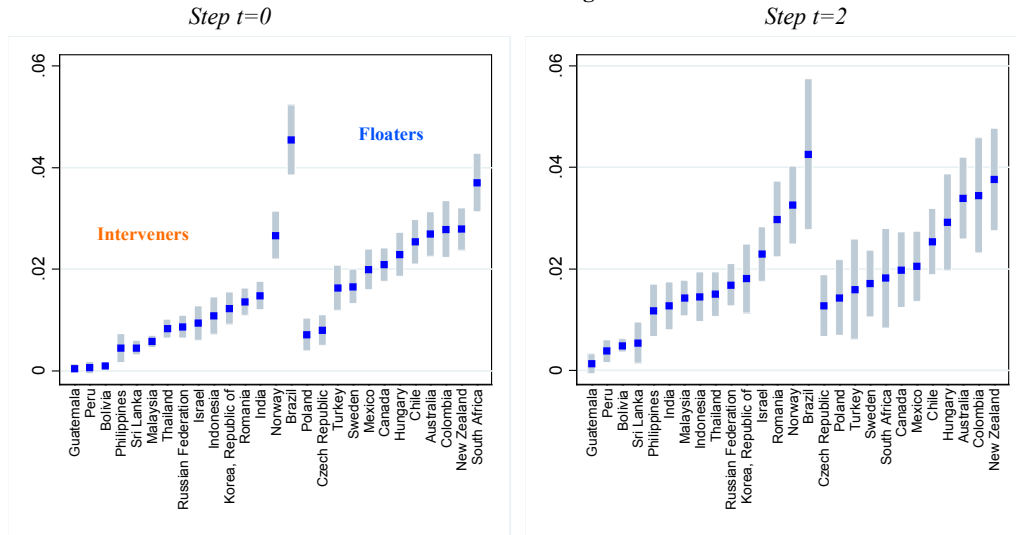 Step t=0
.06
.04
.02
0
Interveners
Floaters
Guatemala
Peru
Bolivia
Philippines
Sri Lanka
Malaysia
Thailand
Russian Federation
Israel
Indonesia
Korea, Republic of
Romania
India
Norway
Brazil
Poland
Czech Republic
Turkey
Sweden
Mexico
Canada
Hungary
Chile
Australia
Colombia
New Zealand
South Africa
Step t=2
.06
.04
.02
0
Guatemala
Peru
Bolivia
Sri Lanka
Philippines
India
Malaysia
Indonesia
Thailand
Russian Federation
Korea, Republic of
Israel
Romania
Norway
Brazil
Czech Republic
Poland
Turkey
Sweden
South Africa
Canada
Mexico
Chile
Hungary
Australia
Colombia
New Zealand